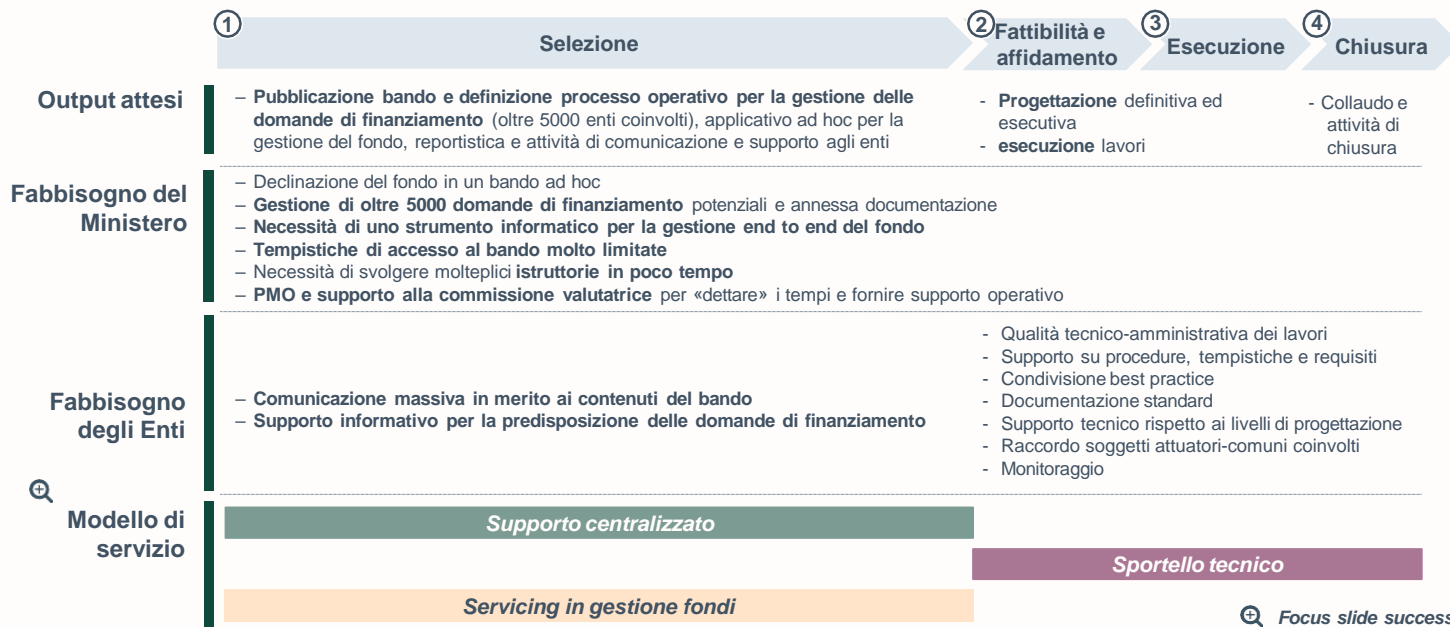 1
Selezione
2
Fattibilità e
affidamento
3
Esecuzione
4
Chiusura
Output attesi
– Pubblicazione bando e definizione processo operativo per la gestione delle
domande di finanziamento (oltre 5000 enti coinvolti), applicativo ad hoc per la
gestione del fondo, reportistica e attività di comunicazione e supporto agli enti
- Progettazione definitiva ed
esecutiva
- esecuzione lavori
- Collaudo e
attività di
chiusura
Fabbisogno del
Ministero
– Declinazione del fondo in un bando ad hoc
– Gestione di oltre 5000 domande di finanziamento potenziali e annessa documentazione
– Necessità di uno strumento informatico per la gestione end to end del fondo
– Tempistiche di accesso al bando molto limitate
– Necessità di svolgere molteplici istruttorie in poco tempo
– PMO e supporto alla commissione valutatrice per «dettare» i tempi e fornire supporto operativo
Fabbisogno
degli Enti
– Comunicazione massiva in merito ai contenuti del bando
– Supporto informativo per la predisposizione delle domande di finanziamento
- Qualità tecnico-amministrativa dei lavori
- Supporto su procedure, tempistiche e requisiti
- Condivisione best practice
- Documentazione standard
- Supporto tecnico rispetto ai livelli di progettazione
- Raccordo soggetti attuatori-comuni coinvolti
- Monitoraggio
Modello di
servizio
Supporto centralizzato
Sportello tecnico
Servicing in gestione fondi
Focus slide success